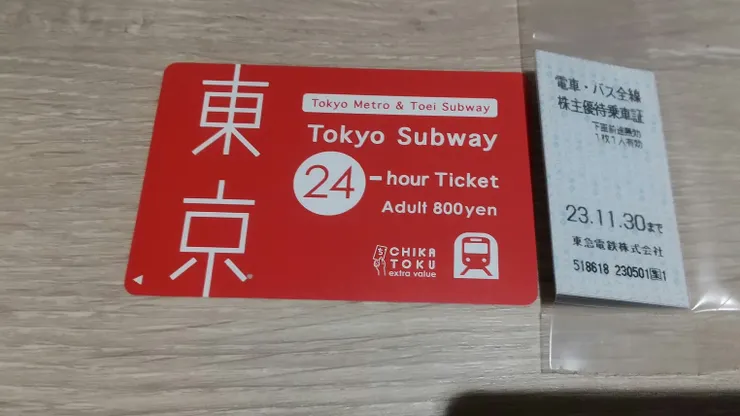 東京
Tokyo Metro & Toei Subway
Tokyo Subway
24-hour Ticket
Adult 800yen
CHIKA
TOKU
extra value
電車・バス全線
株主優待乗車証
下車前途無効
1枚1人有効
23.11.30まで
東急電鉄株式会社
518618 230501
1